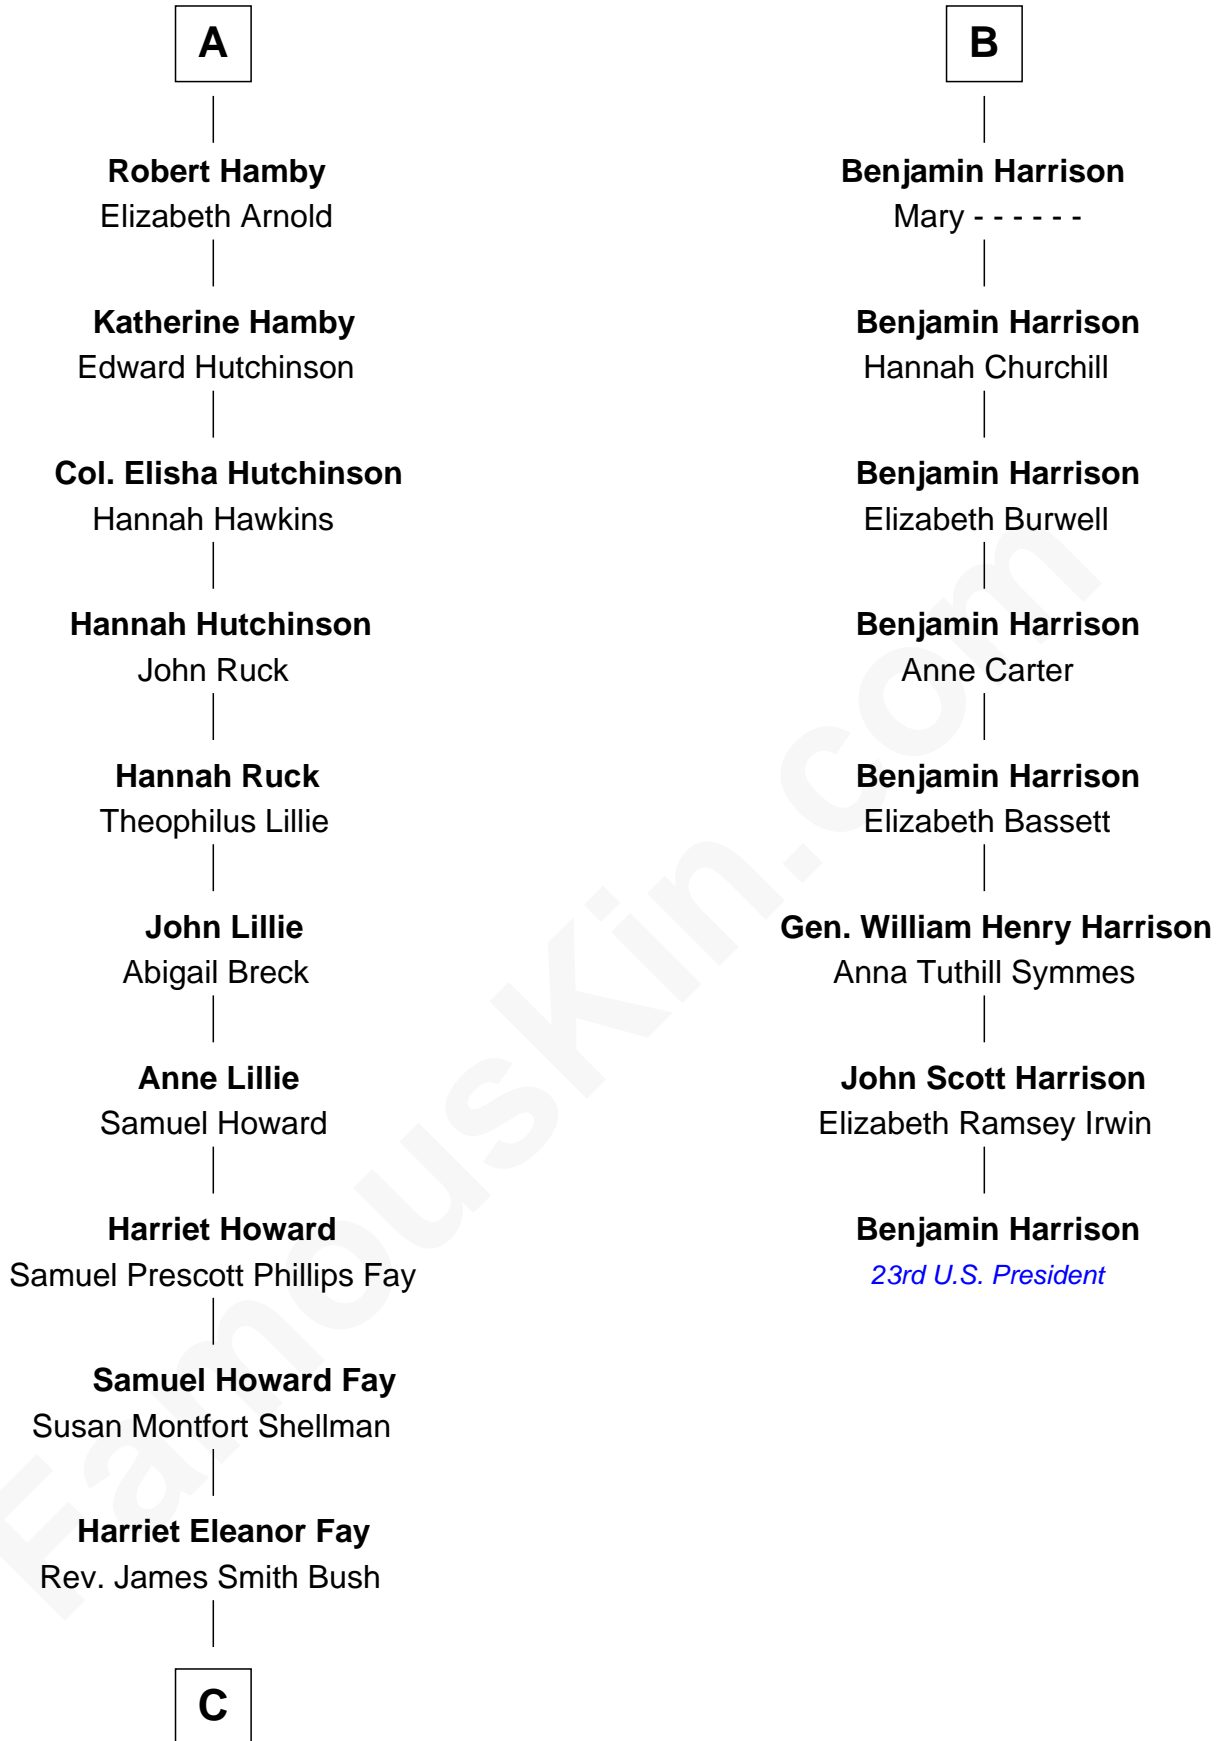 A
Robert Hamby
Elizabeth Arnold
Katherine Hamby
Edward Hutchinson
Col. Elisha Hutchinson
Hannah Hawkins
Hannah Hutchinson
John Ruck
Hannah Ruck
Theophilus Lillie
John Lillie
Abigail Breck
Anne Lillie
Samuel Howard
Harriet Howard
Samuel Prescott Phillips Fay
Samuel Howard Fay
Susan Montfort Shellman
Harriet Eleanor Fay
Rev. James Smith Bush
C
B
Benjamin Harrison
Mary - - - - - -
Benjamin Harrison
Hannah Churchill
Benjamin Harrison
Elizabeth Burwell
Benjamin Harrison
Anne Carter
Benjamin Harrison
Elizabeth Bassett
Gen. William Henry Harrison
Anna Tuthill Symmes
John Scott Harrison
Elizabeth Ramsey Irwin
Benjamin Harrison
23rd U.S. President
FamousKin.com